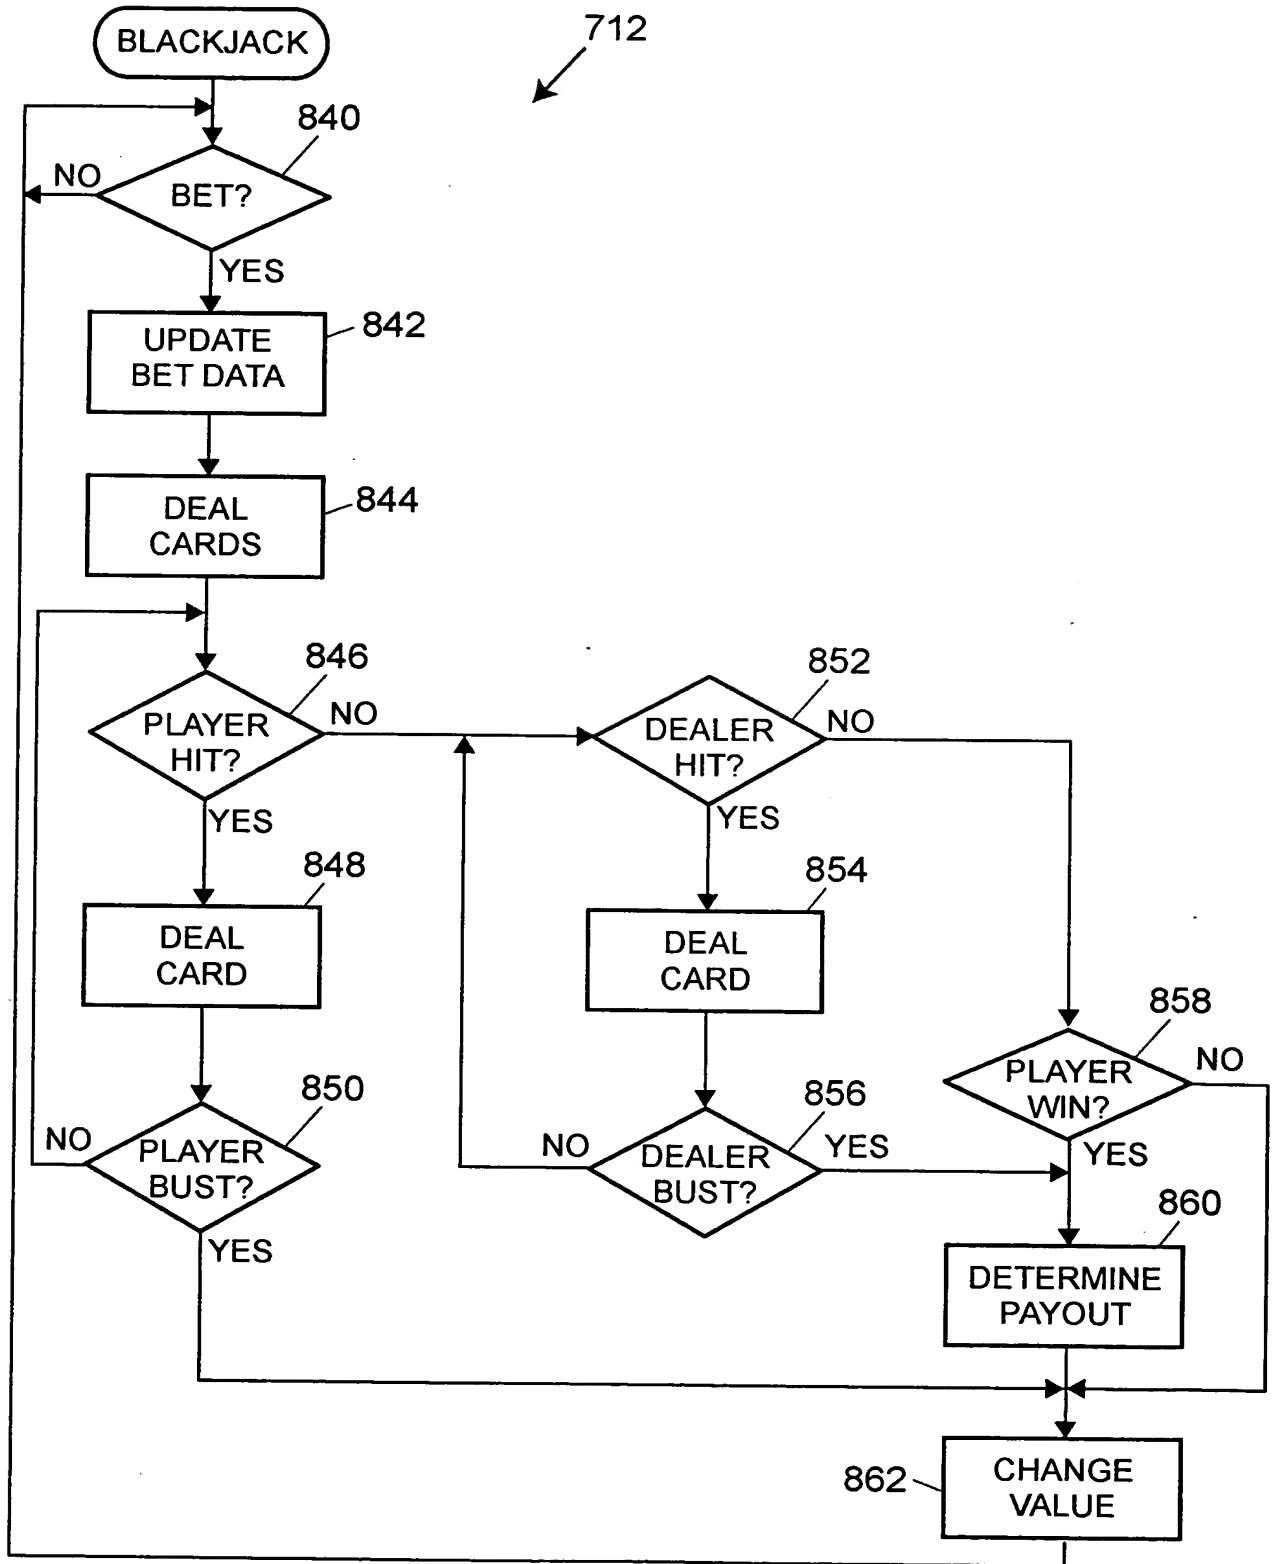 BLACKJACK
712
840
NO
BET?
YES
842
UPDATE
BET DATA
844
DEAL
CARDS
846
PLAYER
HIT?
NO
YES
852
DEALER
HIT?
NO
YES
848
DEAL
CARD
854
DEAL
CARD
850
NO
PLAYER
BUST?
YES
856
NO
DEALER
BUST?
YES
858
PLAYER
WIN?
NO
YES
860
DETERMINE
PAYOUT
862
CHANGE
VALUE